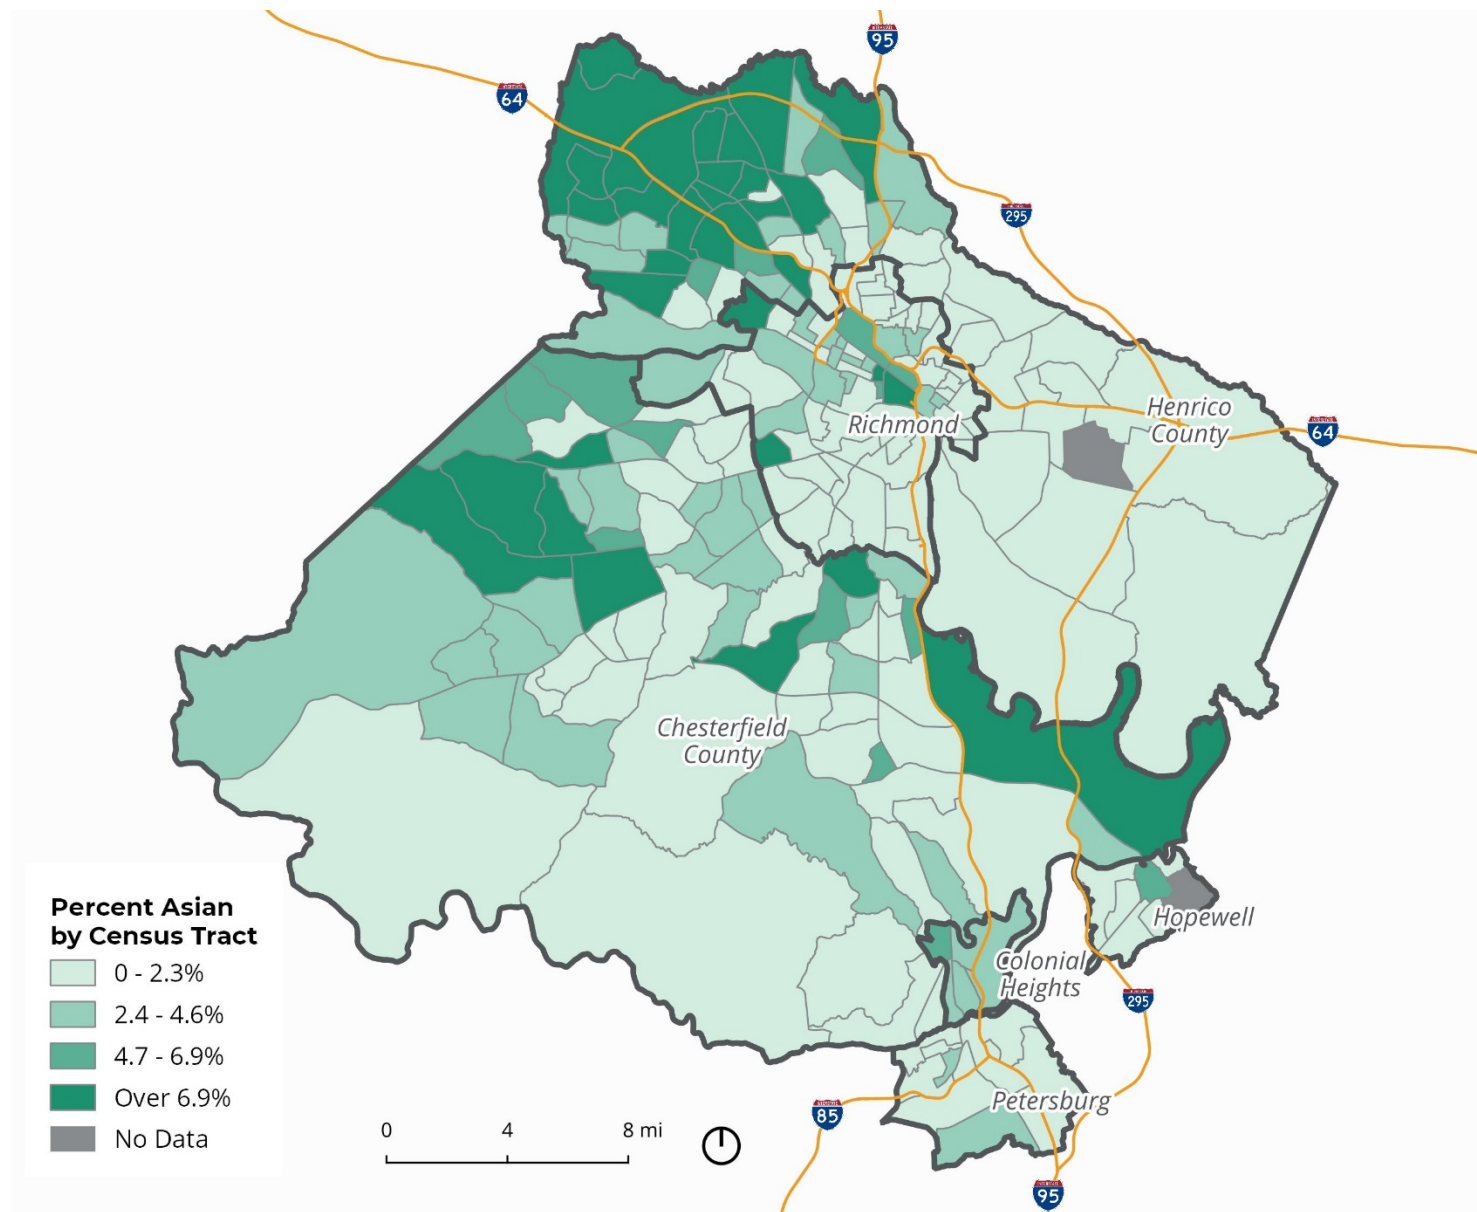 95
64
295
Henrico
County
64
Richmond
Chesterfield
County
Percent Asian
by Census Tract
0 - 2.3%
2.4 - 4.6%
4.7 - 6.9%
Over 6.9%
No Data
Hopewell
Colonial
Heights
295
Petersburg
85
0 4 8 mi
95